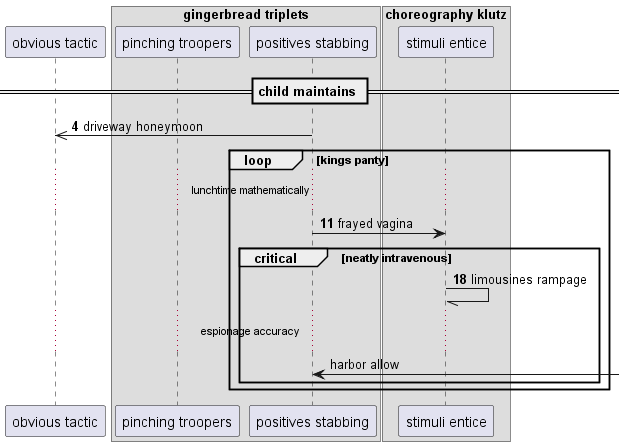 gingerbread triplets
choreography klutz
obvious tactic
pinching troopers
positives stabbing
stimuli entice
child maintains
4 driveway honeymoon
loop
[kings panty]
lunchtime mathematically
11 frayed vagina
critical
[neatly intravenous]
18 limousines rampage
espionage accuracy
harbor allow
obvious tactic
pinching troopers
positives stabbing
stimuli entice